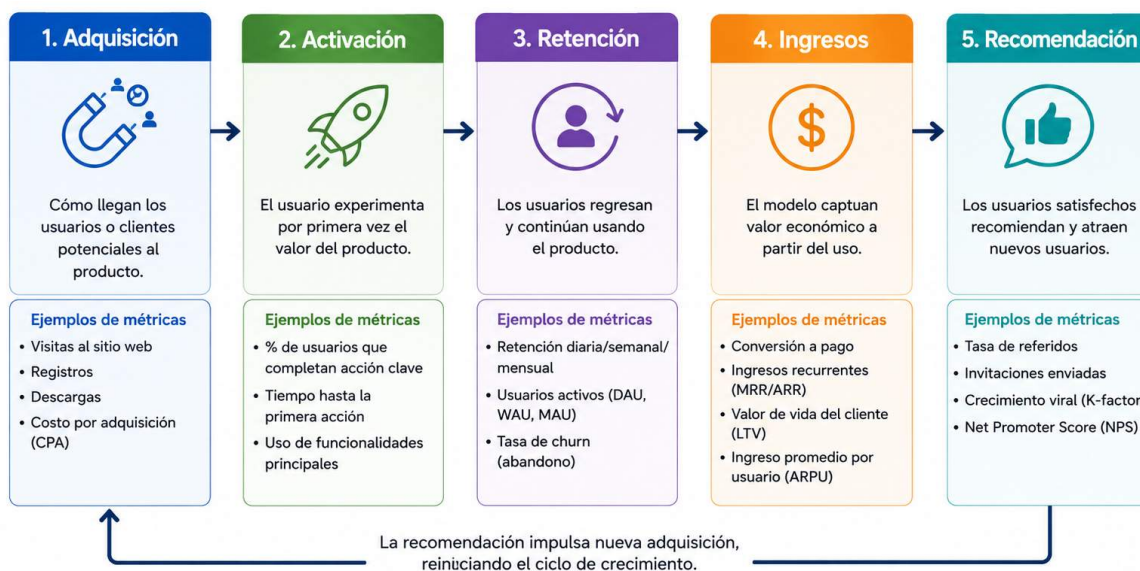 1. Adquisición
Cómo llegan los
usuarios o clientes
potenciales al
producto.
Ejemplos de métricas
• Visitas al sitio web
• Registros
• Descargas
• Costo por adquisición
(CPA)
2. Activación
El usuario experimenta
por primera vez el
valor del producto.
Ejemplos de métricas
• % de usuarios que
completan acción clave
• Tiempo hasta la
primera acción
• Uso de funcionalidades
principales
3. Retención
Los usuarios regresan
y continúan usando
el producto.
Ejemplos de métricas
• Retención diaria/semanal/
mensual
• Usuarios activos (DAU,
WAU, MAU)
• Tasa de churn
(abandono)
4. Ingresos
$
El modelo captuan
valor económico a
partir del uso.
Ejemplos de métricas
• Conversión a pago
• Ingresos recurrentes
(MRR/ARR)
• Valor de vida del cliente
(LTV)
• Ingreso promedio por
usuario (ARPU)
5. Recomendación
Los usuarios satisfechos
recomiendan y atraen
nuevos usuarios.
Ejemplos de métricas
• Tasa de referidos
• Invitaciones enviadas
• Crecimiento viral (K-factor
• Net Promoter Score (NPS)
La recomendación impulsa nueva adquisición,
reiniciando el ciclo de crecimiento.